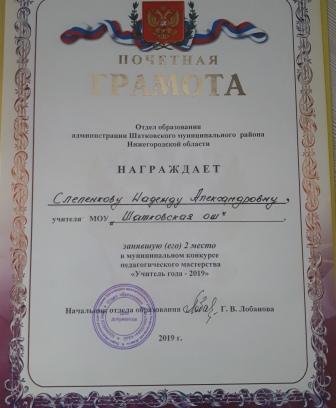 ПОЧЕТНАЯ
ГРАМОТА
Отдел образования
администрации Шатковского муниципального района
Нижегородской области
НАГРАЖДАЕТ
Слепенкову Надежду Александровну,
учителя МОУ „Шатковская ош"
занявшую (его) 2 место
в муниципальном конкурсе
педагогического мастерства
«Учитель года - 2019»
Начальник отдела образования Г. В. Лобанова
2019 г.